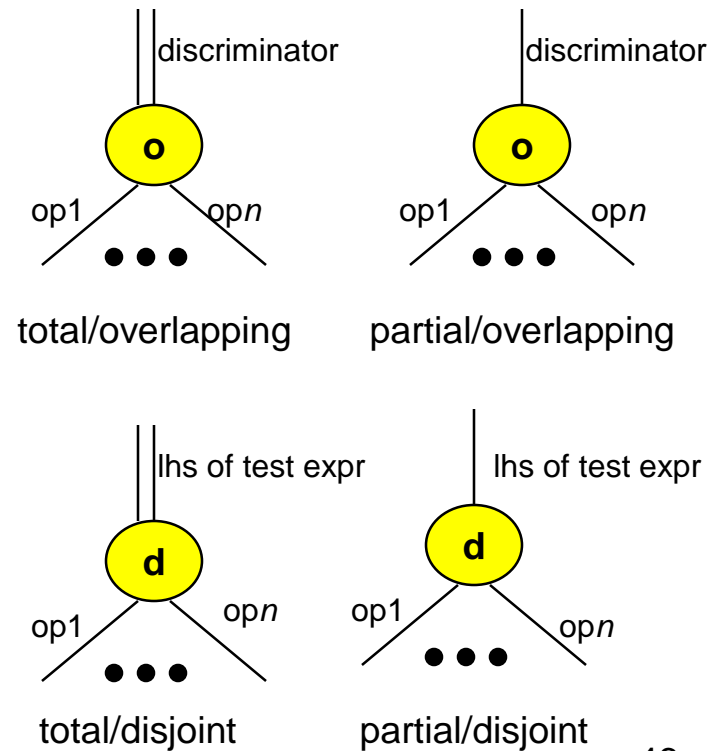 discriminator
discriminator
o
o
op1
opn
op1
opn
total/overlapping
partial/overlapping
lhs of test expr
lhs of test expr
d
d
op1
opn
op1
opn
total/disjoint
partial/disjoint